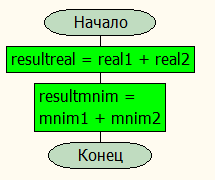 Начало
resultreal = real1 + real2
resultmnim =
mnim1 + mnim2
Конец